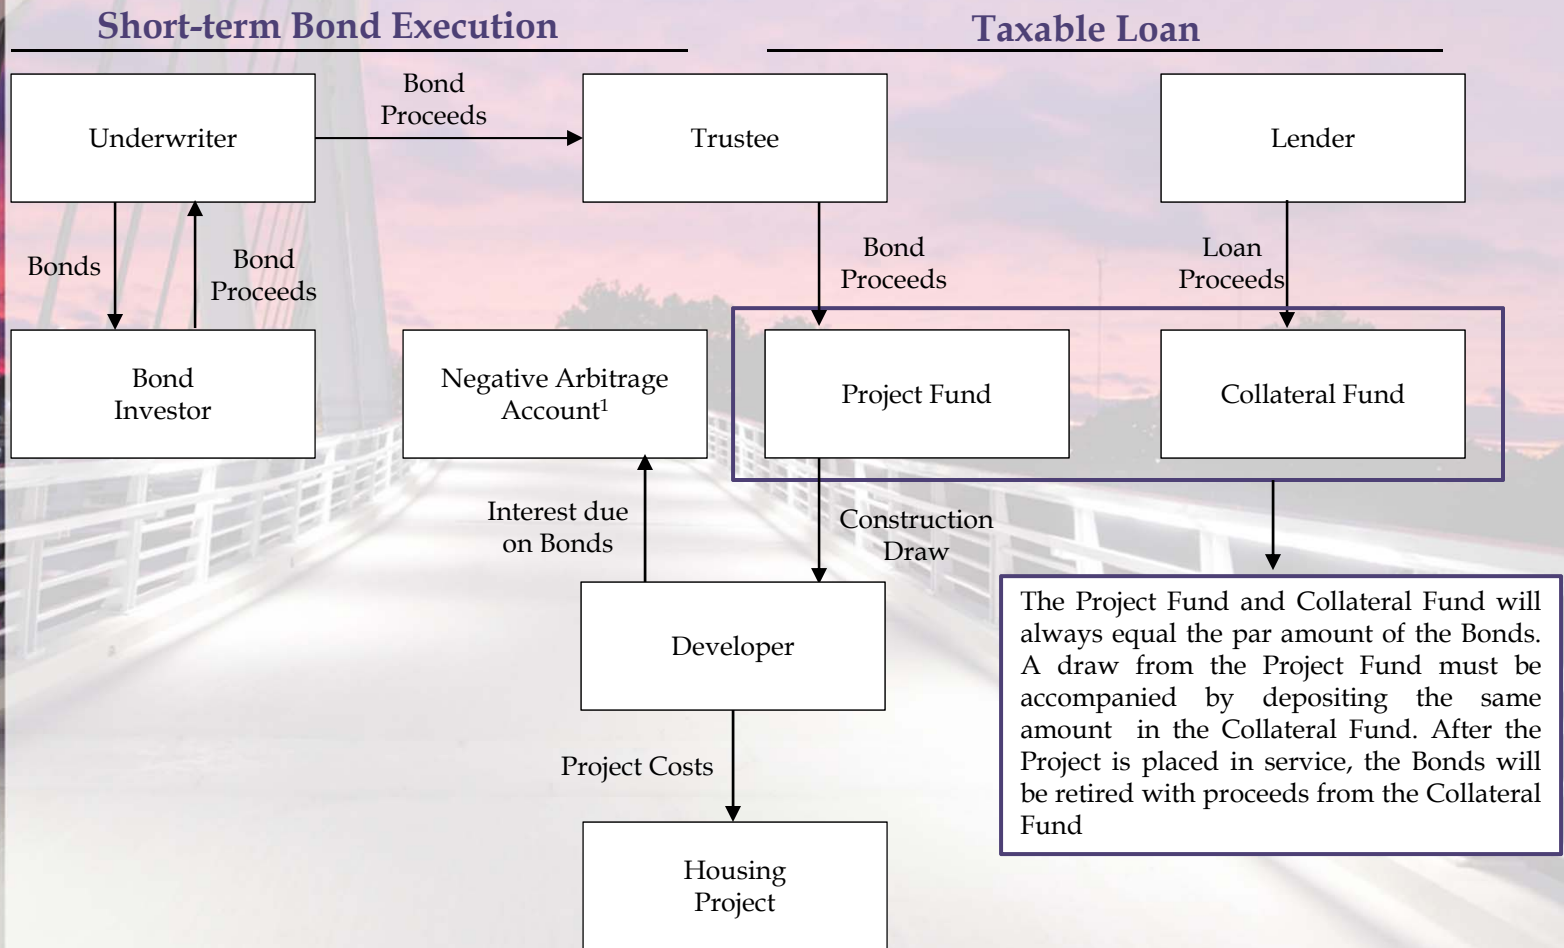 Short-term Bond Execution
Taxable Loan
Underwriter
Bond
Proceeds
Trustee
Lender
Bonds
Bond
Proceeds
Bond
Proceeds
Loan
Proceeds
Bond
Investor
Negative Arbitrage
Account¹
Project Fund
Collateral Fund
Interest due
on Bonds
Construction
Draw
Developer
The Project Fund and Collateral Fund will
always equal the par amount of the Bonds.
A draw from the Project Fund must be
accompanied by depositing the same
amount in the Collateral Fund. After the
Project is placed in service, the Bonds will
be retired with proceeds from the Collateral
Fund
Project Costs
Housing
Project